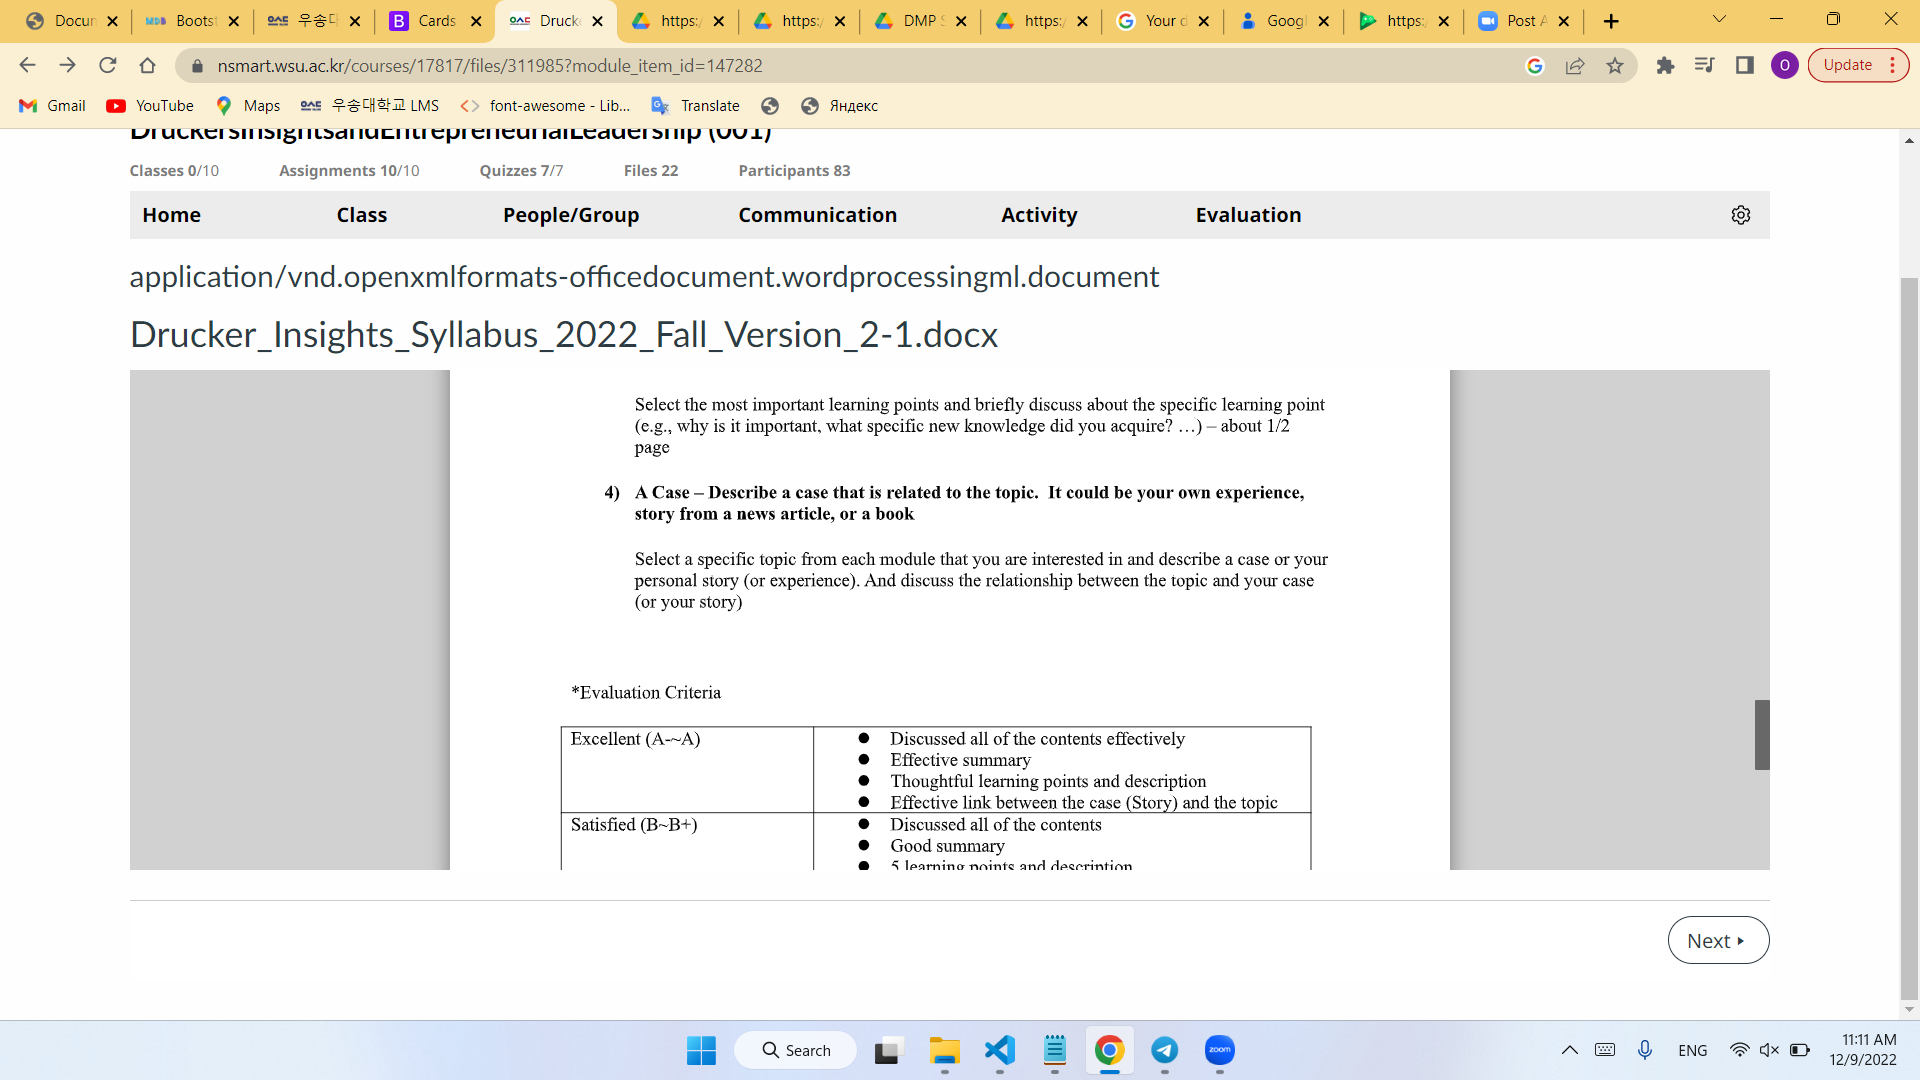 Docun
Boots
우송대
Cards
Drucke
https:/
https:/
DMP S
https:/
Your d
Googl
https:
Post A
nsmart.wsu.ac.kr/courses/17817/files/311985?module_item_id=147282
O
Update
Gmail
YouTube
Maps
우송대학교 LMS
font-awesome - Lib...
Translate
Яндекс
DruckersInsightsandEntrepreneurialLeadership (001)
Classes 0/10 Assignments 10/10 Quizzes 7/7 Files 22 Participants 83
Home Class People/Group Communication Activity Evaluation
application/vnd.openxmlformats-officedocument.wordprocessingml.document
Drucker_Insights_Syllabus_2022_Fall_Version_2-1.docx
Select the most important learning points and briefly discuss about the specific learning point
(e.g., why is it important, what specific new knowledge did you acquire? …) – about 1/2
page
4) A Case – Describe a case that is related to the topic. It could be your own experience,
story from a news article, or a book
Select a specific topic from each module that you are interested in and describe a case or your
personal story (or experience). And discuss the relationship between the topic and your case
(or your story)
*Evaluation Criteria
Excellent (A-~A)
● Discussed all of the contents effectively
● Effective summary
● Thoughtful learning points and description
● Effective link between the case (Story) and the topic
Satisfied (B~B+)
● Discussed all of the contents
● Good summary
● 5 learning points and description
Next
Search
zoom
ENG
11:11 AM
12/9/2022